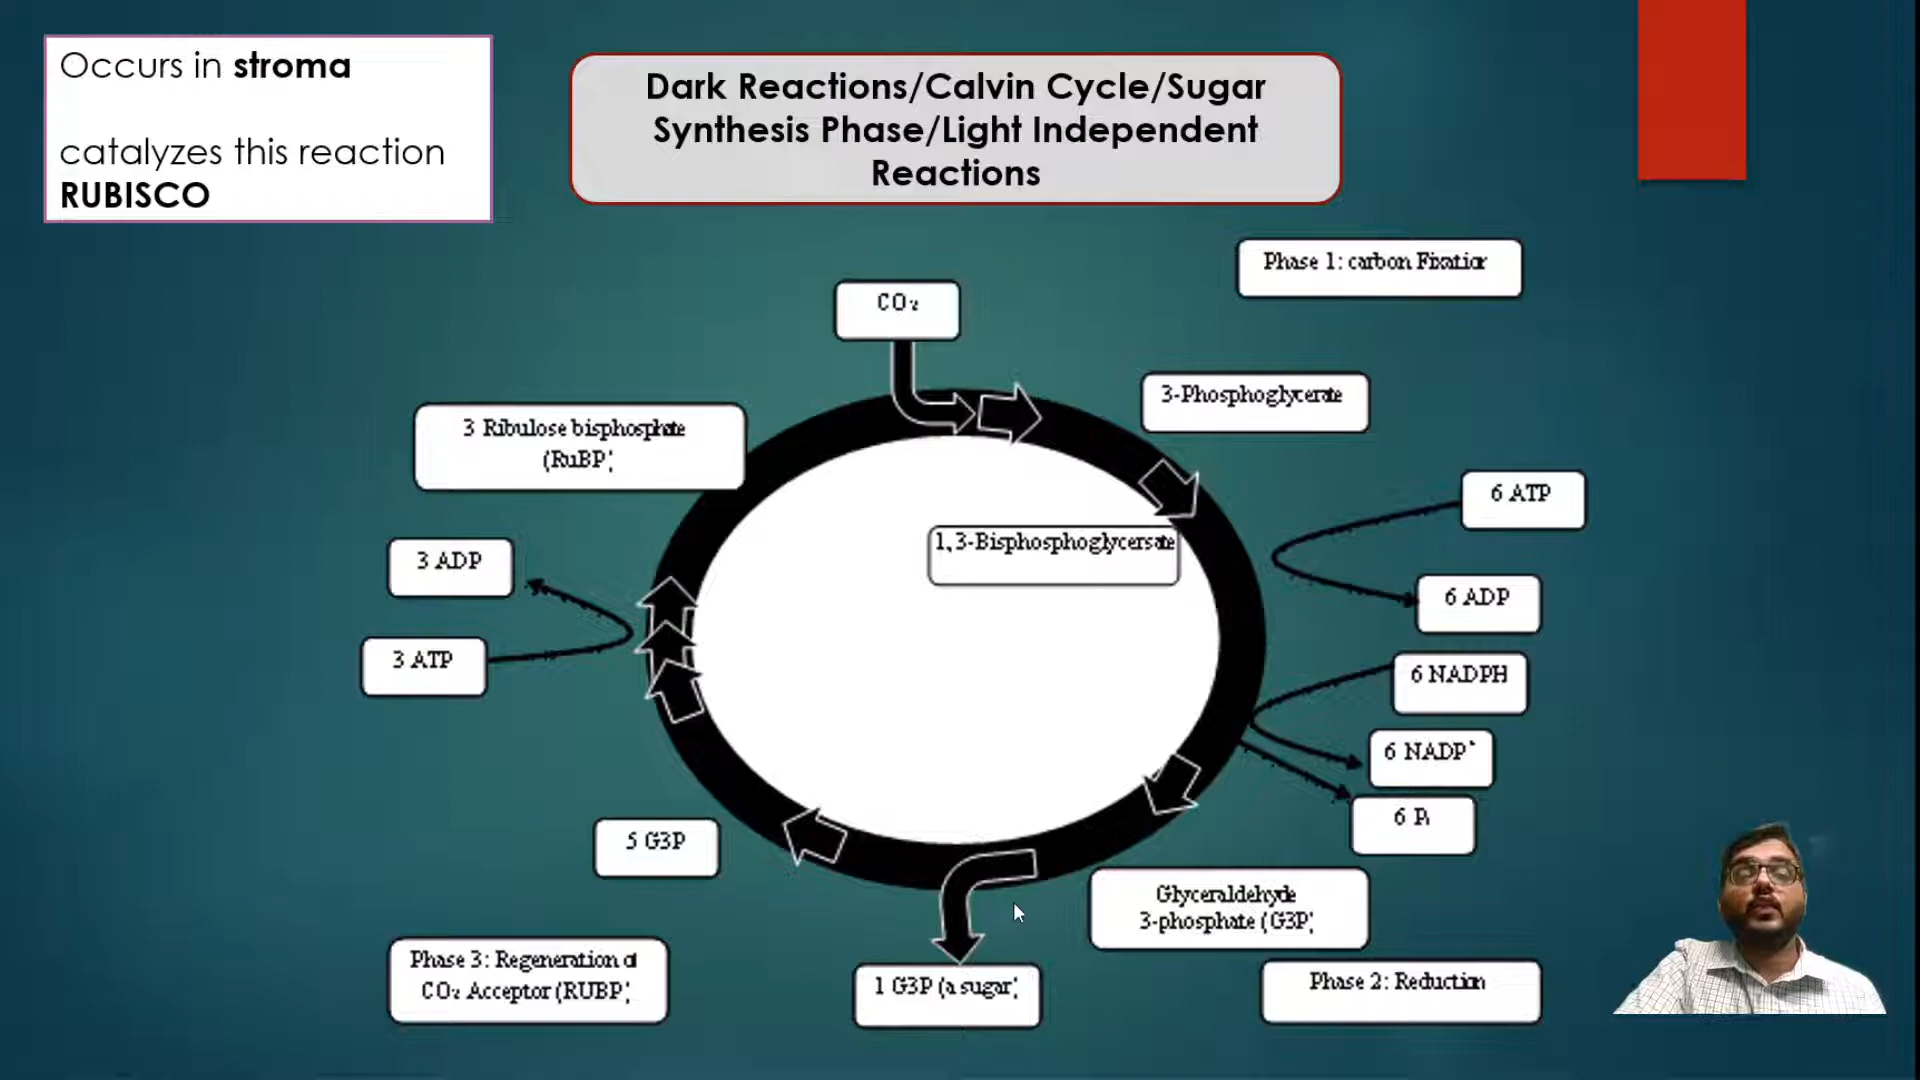 Occurs in stroma
catalyzes this reaction
RUBISCO
Dark Reactions/Calvin Cycle/Sugar
Synthesis Phase/Light Independent
Reactions
Phase 1: carbon Fixation
CO₂
3-Phosphoglycerate
3 Ribulose bisphosphate
(RuBP)
6 ATP
1,3-Bisphosphoglycersate
3 ADP
6 ADP
3 ATP
6 NADPH
6 NADP⁺
6 Pi
5 G3P
Glyceraldehyde
3-phosphate (G3P)
Phase 3: Regeneration of
CO₂ Acceptor (RUBP)
1 G3P (a sugar)
Phase 2: Reduction